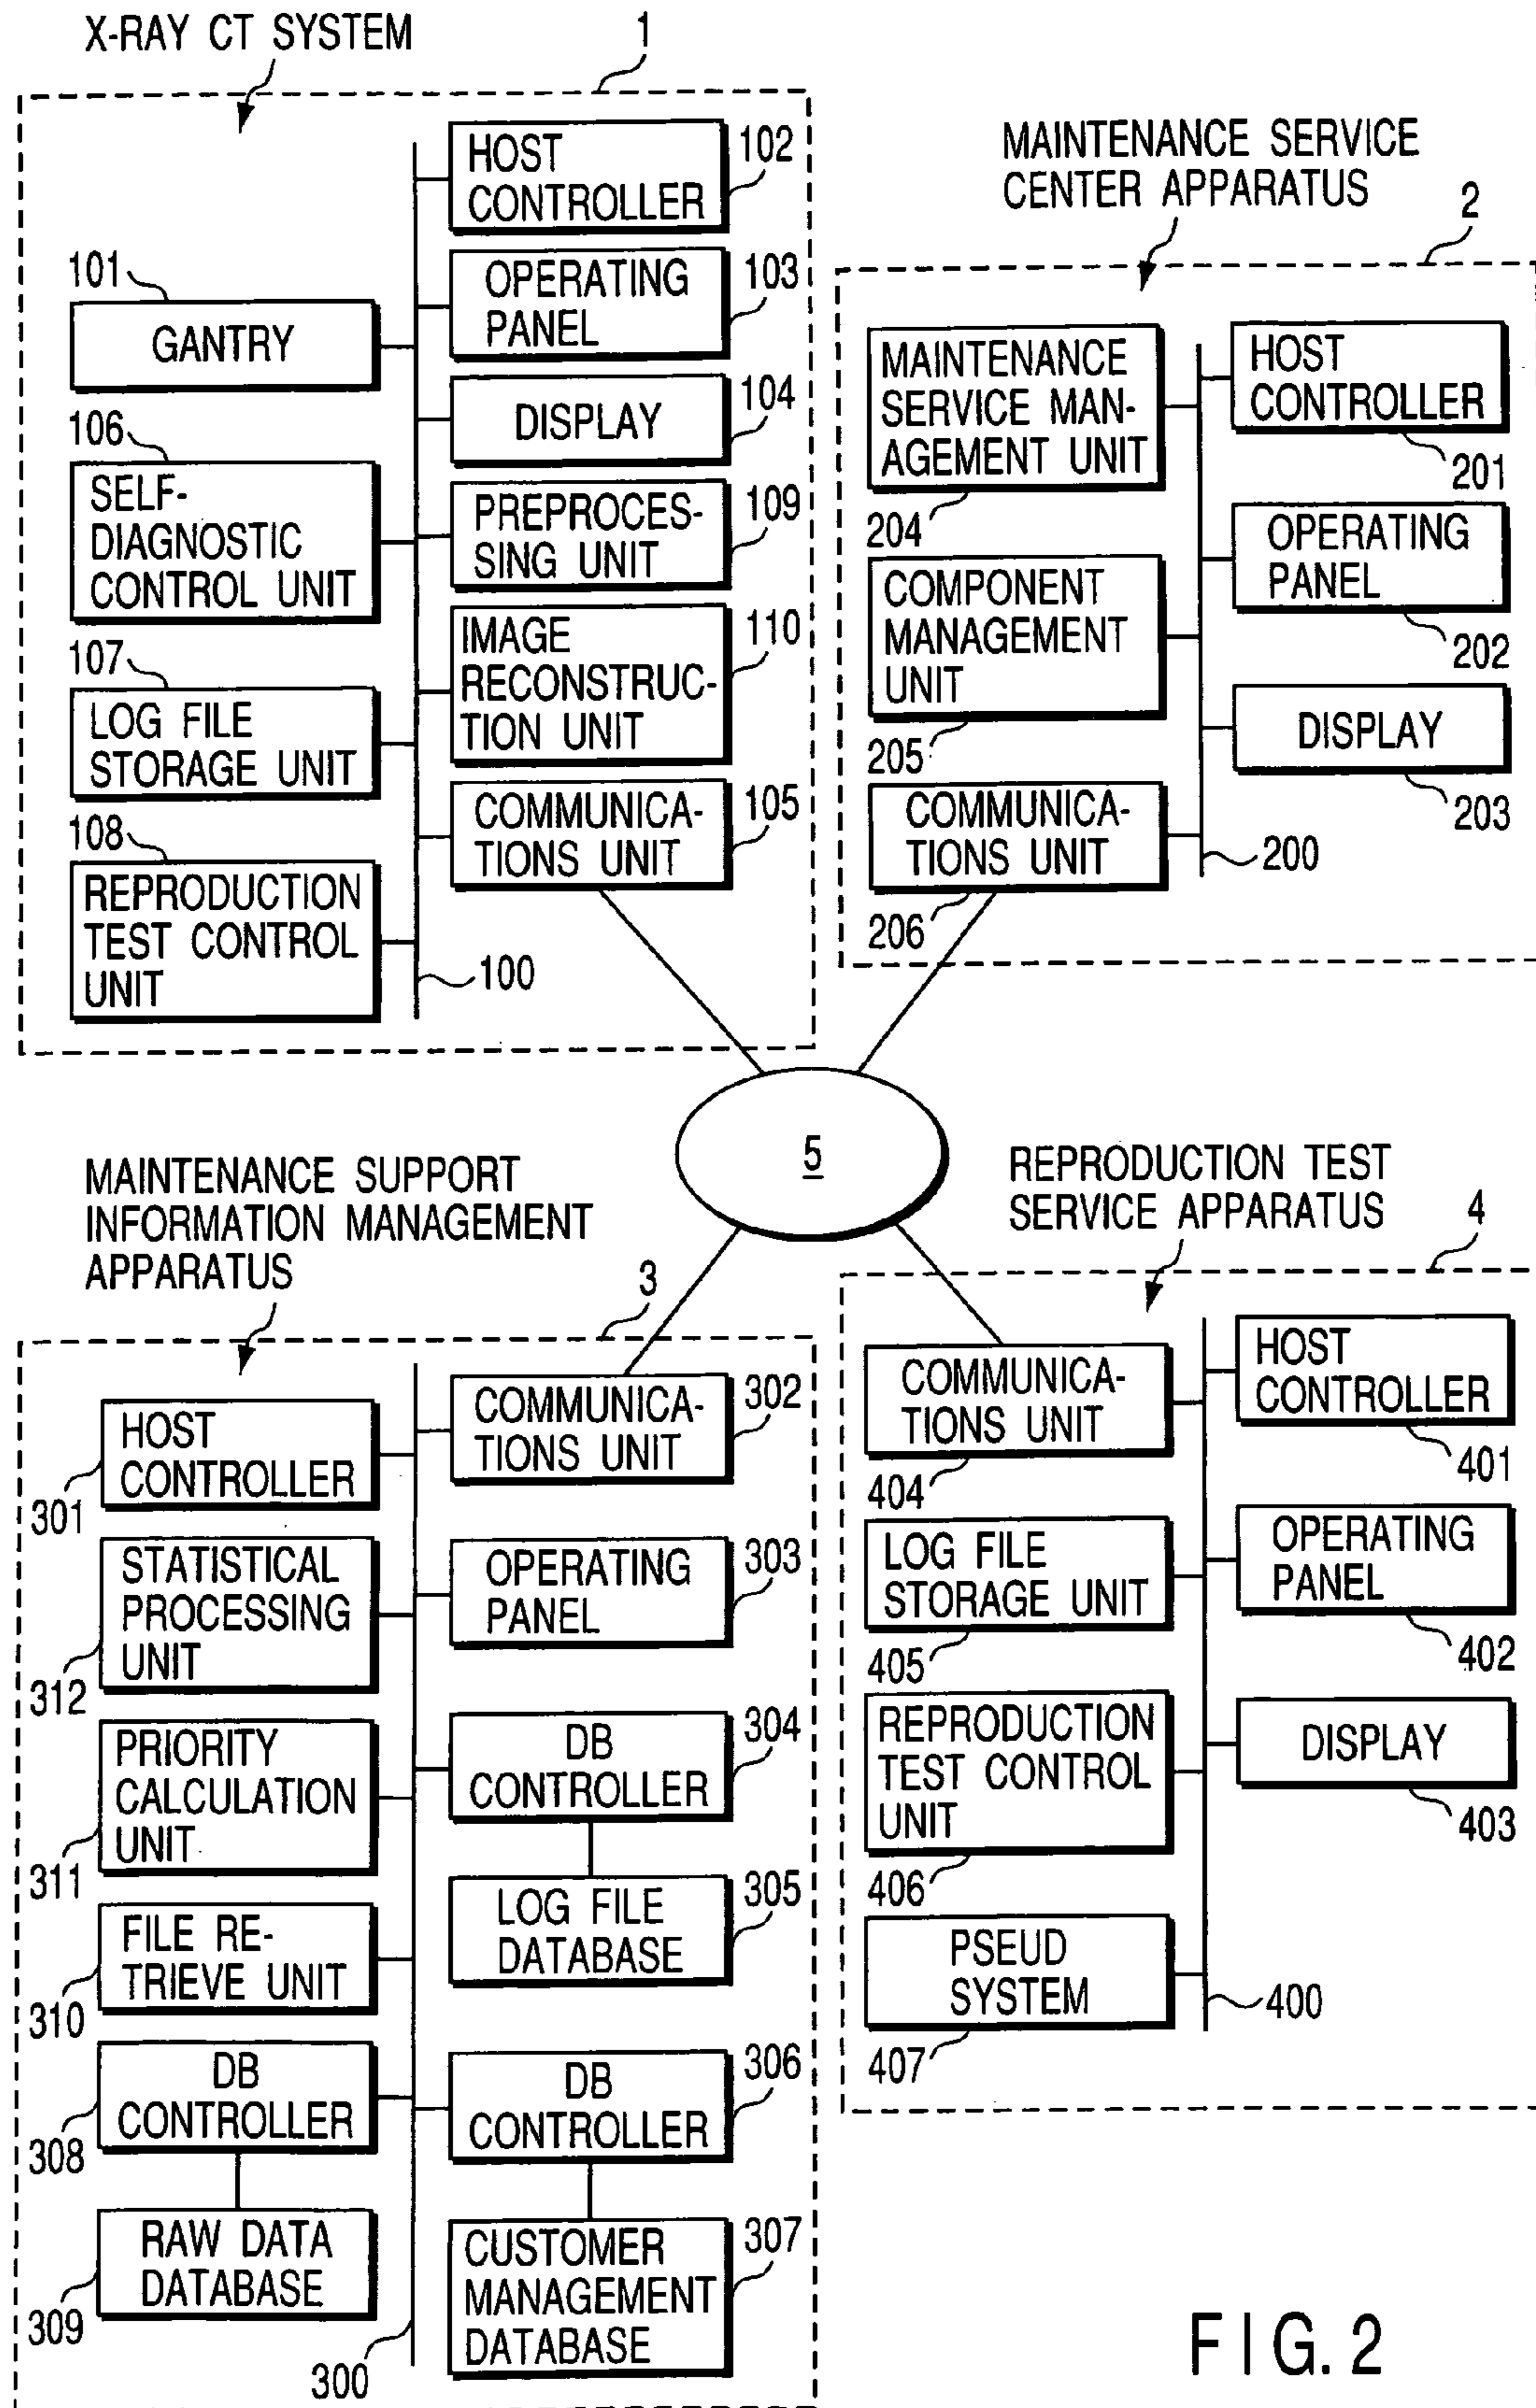 X-RAY CT SYSTEM
1
HOST
CONTROLLER
102
101
GANTRY
OPERATING
PANEL
103
DISPLAY
104
106
SELF-
DIAGNOSTIC
CONTROL UNIT
PREPROCES-
SING UNIT
109
IMAGE
RECONSTRUC-
TION UNIT
110
107
LOG FILE
STORAGE UNIT
COMMUNICA-
TIONS UNIT
105
108
REPRODUCTION
TEST CONTROL
UNIT
100
MAINTENANCE SERVICE
CENTER APPARATUS
2
MAINTENANCE
SERVICE MAN-
AGEMENT UNIT
204
HOST
CONTROLLER
201
COMPONENT
MANAGEMENT
UNIT
205
OPERATING
PANEL
202
DISPLAY
203
COMMUNICA-
TIONS UNIT
206
200
5
MAINTENANCE SUPPORT
INFORMATION MANAGEMENT
APPARATUS
3
HOST
CONTROLLER
301
COMMUNICA-
TIONS UNIT
302
STATISTICAL
PROCESSING
UNIT
312
OPERATING
PANEL
303
PRIORITY
CALCULATION
UNIT
311
DB
CONTROLLER
304
FILE RE-
TRIEVE UNIT
310
LOG FILE
DATABASE
305
DB
CONTROLLER
308
DB
CONTROLLER
306
RAW DATA
DATABASE
309
CUSTOMER
MANAGEMENT
DATABASE
307
300
REPRODUCTION TEST
SERVICE APPARATUS
4
COMMUNICA-
TIONS UNIT
404
HOST
CONTROLLER
401
LOG FILE
STORAGE UNIT
405
OPERATING
PANEL
402
REPRODUCTION
TEST CONTROL
UNIT
406
DISPLAY
403
PSEUD
SYSTEM
407
400
FIG. 2